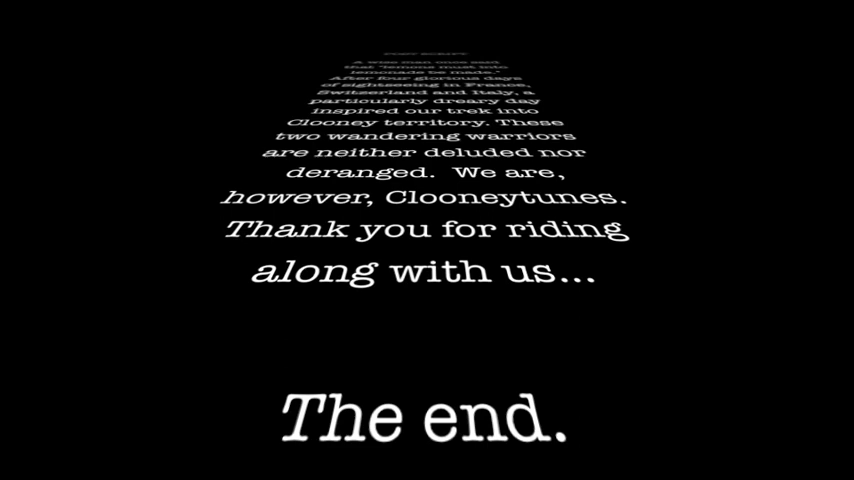 POST SCRIPT
A wise man once said
that "lemons must into
lemonade be made."
After four glorious days
of sightseeing in France,
Switzerland and Italy, a
particularly dreary day
inspired our trek into
Clooney territory. These
two wandering warriors
are neither deluded nor
deranged. We are,
however, Clooneytunes.
Thank you for riding
along with us...
The end.